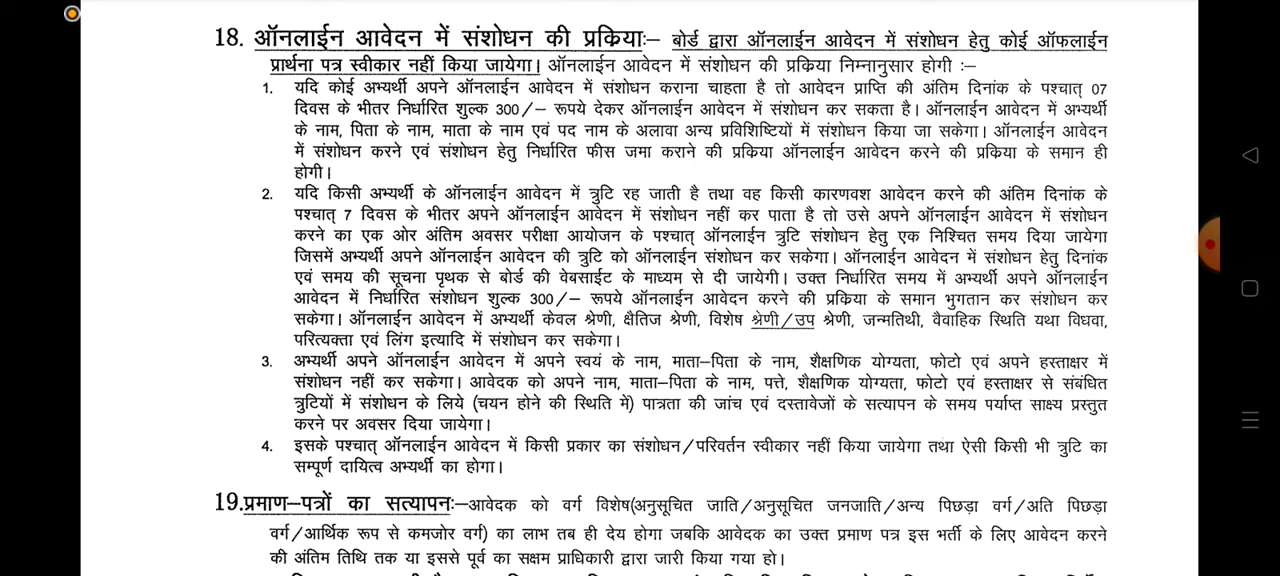 18. ऑनलाईन आवेदन में संशोधन की प्रक्रियाः– बोर्ड द्वारा ऑनलाईन आवेदन में संशोधन हेतु कोई ऑफलाईन
प्रार्थना पत्र स्वीकार नहीं किया जायेगा। ऑनलाईन आवेदन में संशोधन की प्रक्रिया निम्नानुसार होगी :–
1. यदि कोई अभ्यर्थी अपने ऑनलाईन आवेदन में संशोधन कराना चाहता है तो आवेदन प्राप्ति की अंतिम दिनांक के पश्चात् 07
दिवस के भीतर निर्धारित शुल्क 300/– रूपये देकर ऑनलाईन आवेदन में संशोधन कर सकता है। ऑनलाईन आवेदन में अभ्यर्थी
के नाम, पिता के नाम, माता के नाम एवं पद नाम के अलावा अन्य प्रविशिष्टियों में संशोधन किया जा सकेगा। ऑनलाईन आवेदन
में संशोधन करने एवं संशोधन हेतु निर्धारित फीस जमा कराने की प्रक्रिया ऑनलाईन आवेदन करने की प्रक्रिया के समान ही
होगी।
2. यदि किसी अभ्यर्थी के ऑनलाईन आवेदन में त्रुटि रह जाती है तथा वह किसी कारणवश आवेदन करने की अंतिम दिनांक के
पश्चात् 7 दिवस के भीतर अपने ऑनलाईन आवेदन में संशोधन नहीं कर पाता है तो उसे अपने ऑनलाईन आवेदन में संशोधन
करने का एक ओर अंतिम अवसर परीक्षा आयोजन के पश्चात् ऑनलाईन त्रुटि संशोधन हेतु एक निश्चित समय दिया जायेगा
जिसमें अभ्यर्थी अपने ऑनलाईन आवेदन की त्रुटि को ऑनलाईन संशोधन कर सकेगा। ऑनलाईन आवेदन में संशोधन हेतु दिनांक
एवं समय की सूचना पृथक से बोर्ड की वेबसाईट के माध्यम से दी जायेगी। उक्त निर्धारित समय में अभ्यर्थी अपने ऑनलाईन
आवेदन में निर्धारित संशोधन शुल्क 300/– रूपये ऑनलाईन आवेदन करने की प्रक्रिया के समान भुगतान कर संशोधन कर
सकेगा। ऑनलाईन आवेदन में अभ्यर्थी केवल श्रेणी, क्षैतिज श्रेणी, विशेष श्रेणी/उप श्रेणी, जन्मतिथी, वैवाहिक स्थिति यथा विधवा,
परित्यक्ता एवं लिंग इत्यादि में संशोधन कर सकेगा।
3. अभ्यर्थी अपने ऑनलाईन आवेदन में अपने स्वयं के नाम, माता–पिता के नाम, शैक्षणिक योग्यता, फोटो एवं अपने हस्ताक्षर में
संशोधन नहीं कर सकेगा। आवेदक को अपने नाम, माता–पिता के नाम, पत्ते, शैक्षणिक योग्यता, फोटो एवं हस्ताक्षर से संबंधित
त्रुटियों में संशोधन के लिये (चयन होने की स्थिति में) पात्रता की जांच एवं दस्तावेजों के सत्यापन के समय पर्याप्त साक्ष्य प्रस्तुत
करने पर अवसर दिया जायेगा।
4. इसके पश्चात् ऑनलाईन आवेदन में किसी प्रकार का संशोधन/परिवर्तन स्वीकार नहीं किया जायेगा तथा ऐसी किसी भी त्रुटि का
सम्पूर्ण दायित्व अभ्यर्थी का होगा।
19.प्रमाण–पत्रों का सत्यापनः–आवेदक को वर्ग विशेष(अनुसूचित जाति/अनुसूचित जनजाति/अन्य पिछड़ा वर्ग/अति पिछड़ा
वर्ग/आर्थिक रूप से कमजोर वर्ग) का लाभ तब ही देय होगा जबकि आवेदक का उक्त प्रमाण पत्र इस भर्ती के लिए आवेदन करने
की अंतिम तिथि तक या इससे पूर्व का सक्षम प्राधिकारी द्वारा जारी किया गया हो।